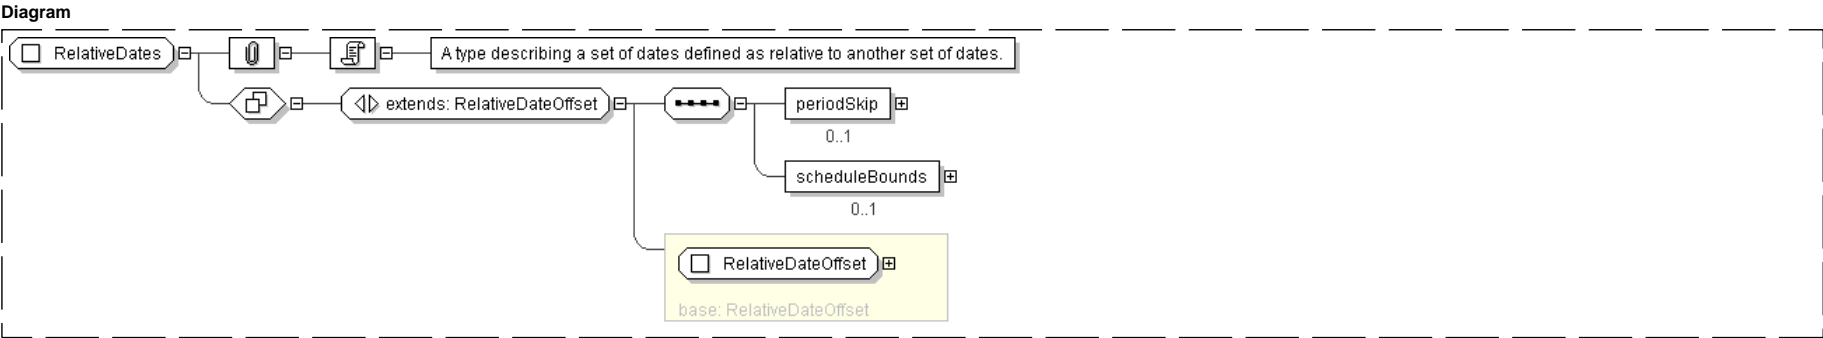 Diagram
RelativeDates
A type describing a set of dates defined as relative to another set of dates.
extends: RelativeDateOffset
periodSkip
0..1
scheduleBounds
0..1
RelativeDateOffset
base: RelativeDateOffset